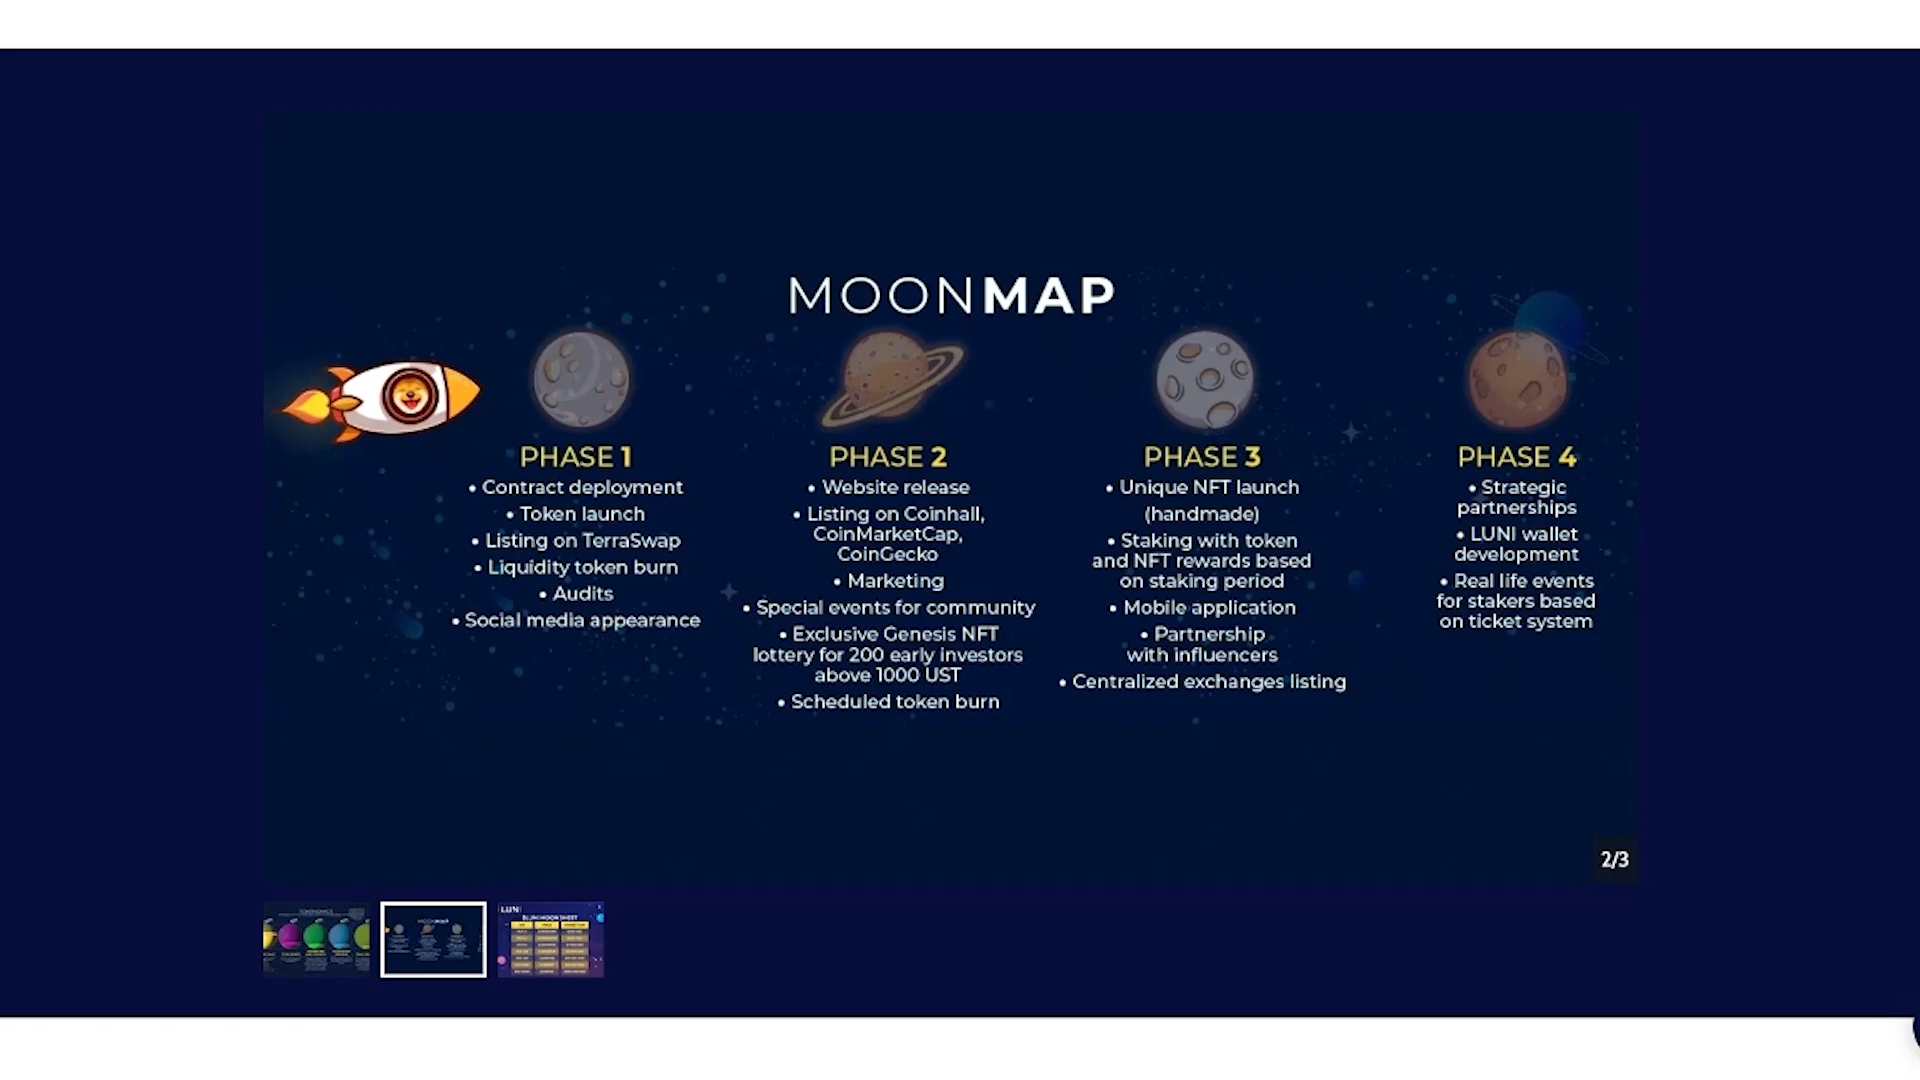 MOONMAP
PHASE 1
• Contract deployment
• Token launch
• Listing on TerraSwap
• Liquidity token burn
• Audits
• Social media appearance
PHASE 2
• Website release
• Listing on Coinhall,
CoinMarketCap,
CoinGecko
• Marketing
• Special events for community
• Exclusive Genesis NFT
lottery for 200 early investors
above 1000 UST
• Scheduled token burn
PHASE 3
• Unique NFT launch
(handmade)
• Staking with token
and NFT rewards based
on staking period
• Mobile application
• Partnership
with influencers
• Centralized exchanges listing
PHASE 4
• Strategic
partnerships
• LUNI wallet
development
• Real life events
for stakers based
on ticket system
2/3
LUNI